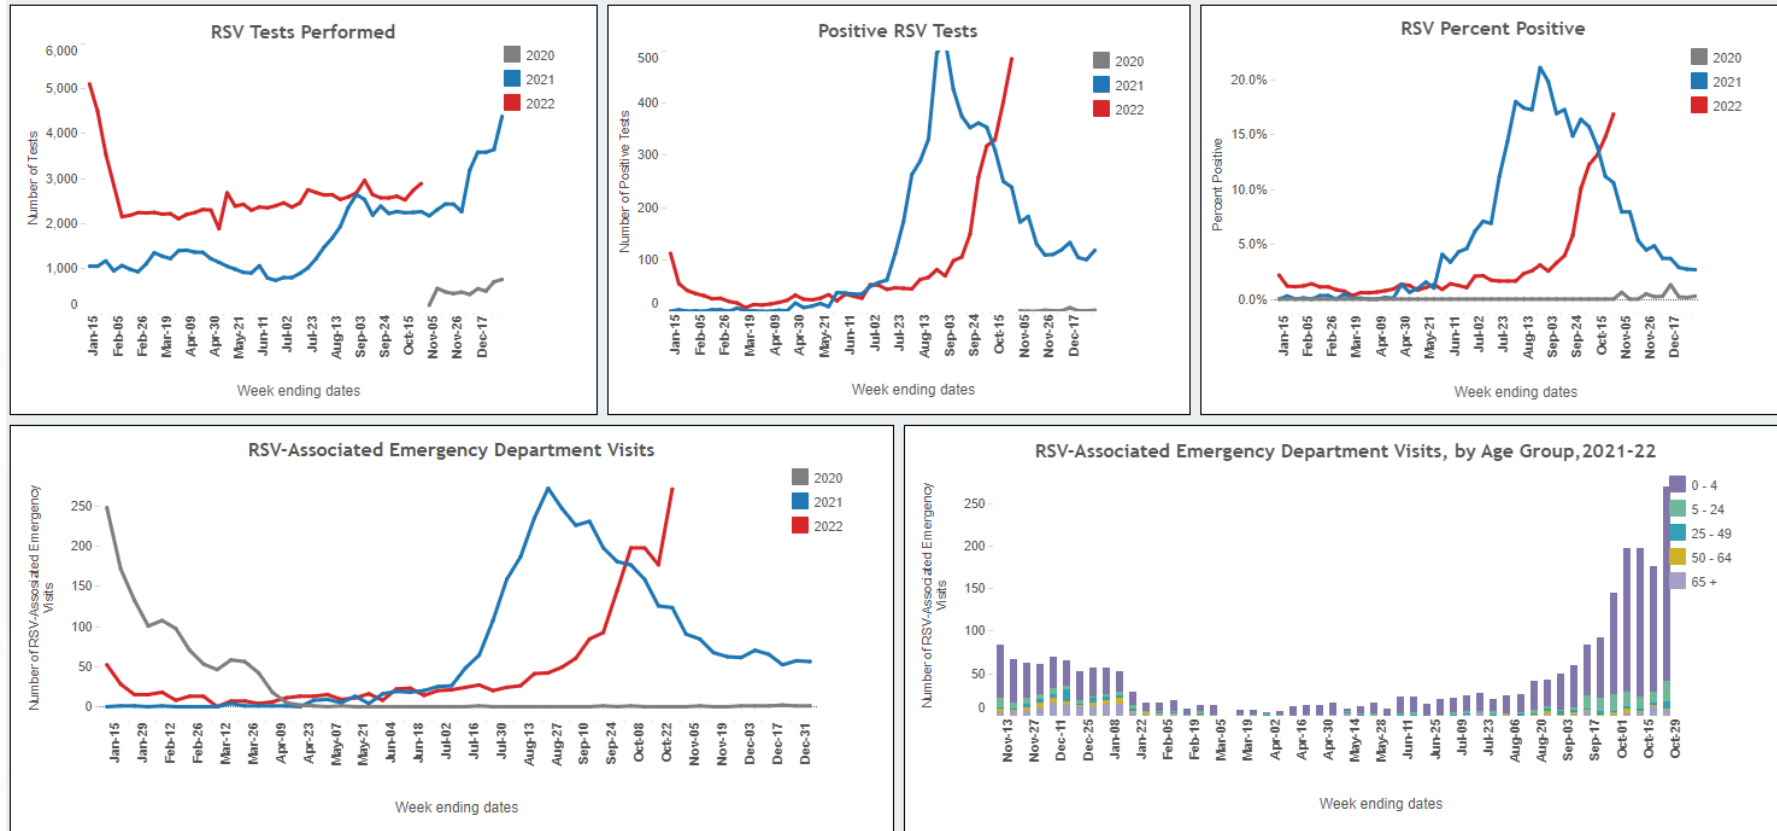 RSV Tests Performed
Number of Tests
6,000
5,000
4,000
3,000
2,000
1,000
0
2020
2021
2022
Jan-15
Feb-05
Feb-26
Mar-19
Apr-09
Apr-30
May-21
Jun-11
Jul-02
Jul-23
Aug-13
Sep-03
Sep-24
Oct-15
Nov-05
Nov-26
Dec-17
Week ending dates
Positive RSV Tests
Number of Positive Tests
500
400
300
200
100
0
2020
2021
2022
Jan-15
Feb-05
Feb-26
Mar-19
Apr-09
Apr-30
May-21
Jun-11
Jul-02
Jul-23
Aug-13
Sep-03
Sep-24
Oct-15
Nov-05
Nov-26
Dec-17
Week ending dates
RSV Percent Positive
Percent Positive
20.0%
15.0%
10.0%
5.0%
0.0%
2020
2021
2022
Jan-15
Feb-05
Feb-26
Mar-19
Apr-09
Apr-30
May-21
Jun-11
Jul-02
Jul-23
Aug-13
Sep-03
Sep-24
Oct-15
Nov-05
Nov-26
Dec-17
Week ending dates
RSV-Associated Emergency Department Visits
Number of RSV-Associated Emergency
Visits
250
200
150
100
50
0
2020
2021
2022
Jan-15
Jan-29
Feb-12
Feb-26
Mar-12
Mar-26
Apr-09
Apr-23
May-07
May-21
Jun-04
Jun-18
Jul-02
Jul-16
Jul-30
Aug-13
Aug-27
Sep-10
Sep-24
Oct-08
Oct-22
Nov-05
Nov-19
Dec-03
Dec-17
Dec-31
Week ending dates
RSV-Associated Emergency Department Visits, by Age Group,2021-22
Number of RSV-Associated Emergency
Visits
250
200
150
100
50
0
0 - 4
5 - 24
25 - 49
50 - 64
65 +
Nov-13
Nov-27
Dec-11
Dec-25
Jan-08
Jan-22
Feb-05
Feb-19
Mar-05
Mar-19
Apr-02
Apr-16
Apr-30
May-14
May-28
Jun-11
Jun-25
Jul-09
Jul-23
Aug-06
Aug-20
Sep-03
Sep-17
Oct-01
Oct-15
Oct-29
Week ending dates